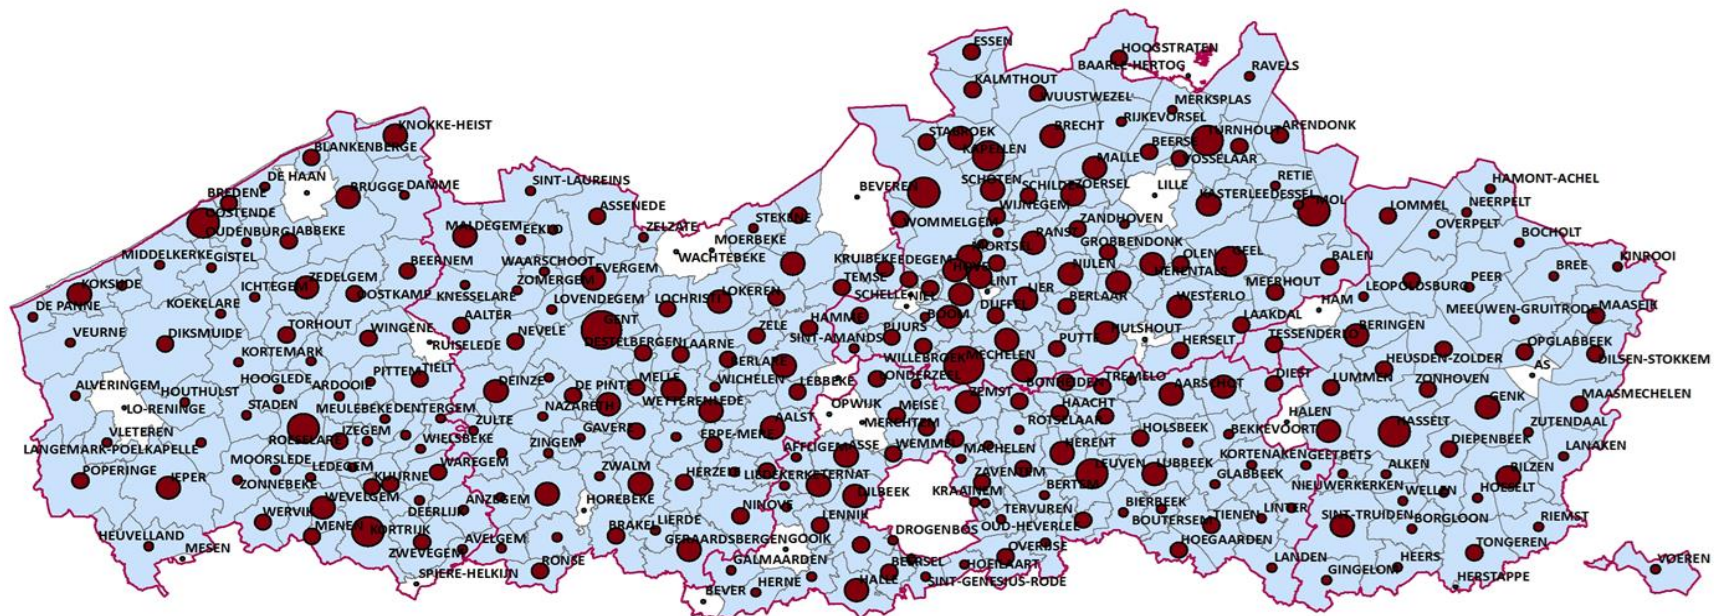 ESSEN
HOOGSTRATEN
BAARLE-HERTOG
RAVELS
KALMTHOUT
WUUSTWEZEL
MERKSPLAS
RIJKEVORSEL
KNOKKE-HEIST
STABROEK
BRECHT
TURNHOUT
ARENDONK
BLANKENBERGE
KAPELLEN
BEERSE
VOSSELAAR
MALLE
DE HAAN
BRUGGE
DAMME
SINT-LAUREINS
BEVEREN
SCHOTEN
SCHILDE
ZOERSEL
LILLE
RETIE
HAMONT-ACHEL
BREDENE
KASTERLEE
DESSEL
MOL
LOMMEL
NEERPELT
OOSTENDE
ASSENEDE
STEKENE
WOMMELGEM
WIJNEGEM
ZANDHOVEN
OVERPELT
OUDENBURG
JABBEKE
MALDEGEM
EEKLO
ZELZATE
MOERBEKE
RANST
BOCHOLT
MIDDELKERKE
GISTEL
WACHTEBEKE
MORTSEL
GROBBENDONK
OLEN
GEEL
BALEN
KINROOI
BEERNEM
WAARSCHOOT
EVERGEM
KRUIBEKE
EDEGEM
HOVE
NIJLEN
HERENTALS
BREE
KOKSIJDE
ZEDELGEM
ZOMERGEM
TEMSE
LINT
PEER
ICHTEGEM
OOSTKAMP
KNESSELARE
LOVENDEGEM
LOCHRISTI
LOKEREN
SCHELLE
NIEL
LIER
MEERHOUT
LEOPOLDSBURG
DE PANNE
KOEKELARE
DUFFEL
BERLAAR
WESTERLO
HAM
MEEUWEN-GRUITRODE
MAASEIK
AALTER
GENT
HAMME
BOOM
LAAKDAL
VEURNE
DIKSMUIDE
TORHOUT
WINGENE
NEVELE
ZELE
PUURS
HULSHOUT
TESSENDERLO
BERINGEN
RUISELEDE
DESTELBERGEN
LAARNE
SINT-AMANDS
PUTTE
HERSELT
OPGLABBEEK
KORTEMARK
BERLARE
WILLEBROEK
MECHELEN
HEUSDEN-ZOLDER
DILSEN-STOKKEM
PITTEM
TIELT
AS
ALVERINGEM
HOUTHULST
HOOGLEDE
ARDOOIE
DEINZE
DE PINTE
MELLE
WICHELEN
LEBBEKE
LONDERZEEL
BONHEIDEN
TREMELO
AARSCHOT
DIEST
LUMMEN
ZONHOVEN
LO-RENINGE
STADEN
MEULEBEKE
DENTERGEM
NAZARETH
WETTEREN
LEDE
OPWIJK
MEISE
ZEMST
HAACHT
GENK
MAASMECHELEN
VLETEREN
IZEGEM
ZULTE
GAVERE
AALST
MERCHTEM
ROTSELAAR
HALEN
HASSELT
ZUTENDAAL
LANGEMARK-POELKAPELLE
ROESELARE
WIELSBEKE
ZINGEM
ERPE-MERE
AFFLIGEM
ASSE
WEMMEL
MACHELEN
HOLSBEEK
BEKKEVOORT
DIEPENBEEK
LANAKEN
POPERINGE
IEPER
MOORSLEDE
LEDEGEM
KUURNE
WAREGEM
ZWALM
HERZELE
LIEDEKERKE
TERNAT
HERENT
KORTENAKEN
GEETBETS
ZONNEBEKE
ZAVENTEM
LEUVEN
LUBBEEK
GLABBEEK
ALKEN
BILZEN
WEVELGEM
ANZEGEM
HOREBEKE
DILBEEK
KRAAINEM
BERTEM
NIEUWERKERKEN
WELLEN
HOESELT
WERVIK
DEERLIJK
NINOVE
LENNIK
TERVUREN
BIERBEEK
LINTER
MENEN
KORTRIJK
BRAKEL
LIERDE
DROGENBOS
OUD-HEVERLEE
BOUTERSEM
TIENEN
SINT-TRUIDEN
BORGLOON
RIEMST
HEUVELLAND
MESEN
ZWEVEGEM
AVELGEM
RONSE
GERAARDSBERGEN
GOOIK
OVERIJSE
HOEGAARDEN
TONGEREN
SPIERE-HELKIJN
GALMAARDEN
BEERSEL
HOEILAART
LANDEN
HEERS
VOEREN
BEVER
HERNE
HALLE
SINT-GENESIUS-RODE
GINGELOM
HERSTAPPE